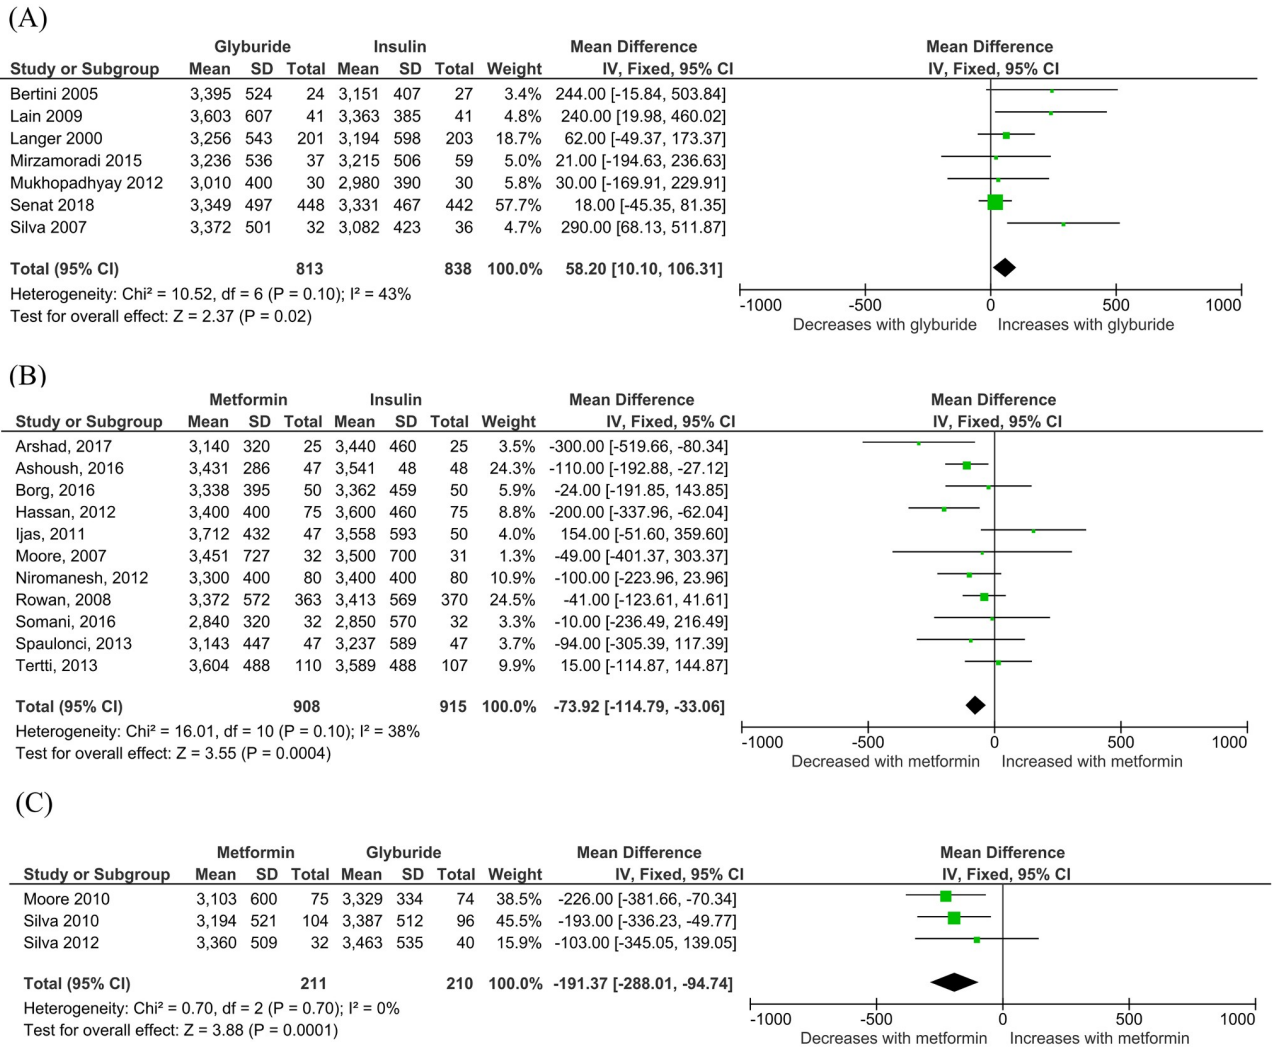 (A)
Glyburide Insulin Mean Difference Mean Difference
Study or Subgroup Mean SD Total Mean SD Total Weight IV, Fixed, 95% CI IV, Fixed, 95% CI
Bertini 2005 3,395 524 24 3,151 407 27 3.4% 244.00 [-15.84, 503.84]
Lain 2009 3,603 607 41 3,363 385 41 4.8% 240.00 [19.98, 460.02]
Langer 2000 3,256 543 201 3,194 598 203 18.7% 62.00 [-49.37, 173.37]
Mirzamoradi 2015 3,236 536 37 3,215 506 59 5.0% 21.00 [-194.63, 236.63]
Mukhopadhyay 2012 3,010 400 30 2,980 390 30 5.8% 30.00 [-169.91, 229.91]
Senat 2018 3,349 497 448 3,331 467 442 57.7% 18.00 [-45.35, 81.35]
Silva 2007 3,372 501 32 3,082 423 36 4.7% 290.00 [68.13, 511.87]
Total (95% CI) 813 838 100.0% 58.20 [10.10, 106.31]
Heterogeneity: Chi² = 10.52, df = 6 (P = 0.10); I² = 43%
Test for overall effect: Z = 2.37 (P = 0.02)
-1000 -500 0 500 1000
Decreases with glyburide Increases with glyburide
(B)
Metformin Insulin Mean Difference Mean Difference
Study or Subgroup Mean SD Total Mean SD Total Weight IV, Fixed, 95% CI IV, Fixed, 95% CI
Arshad, 2017 3,140 320 25 3,440 460 25 3.5% -300.00 [-519.66, -80.34]
Ashoush, 2016 3,431 286 47 3,541 48 48 24.3% -110.00 [-192.88, -27.12]
Borg, 2016 3,338 395 50 3,362 459 50 5.9% -24.00 [-191.85, 143.85]
Hassan, 2012 3,400 400 75 3,600 460 75 8.8% -200.00 [-337.96, -62.04]
Ijas, 2011 3,712 432 47 3,558 593 50 4.0% 154.00 [-51.60, 359.60]
Moore, 2007 3,451 727 32 3,500 700 31 1.3% -49.00 [-401.37, 303.37]
Niromanesh, 2012 3,300 400 80 3,400 400 80 10.9% -100.00 [-223.96, 23.96]
Rowan, 2008 3,372 572 363 3,413 569 370 24.5% -41.00 [-123.61, 41.61]
Somani, 2016 2,840 320 32 2,850 570 32 3.3% -10.00 [-236.49, 216.49]
Spaulonci, 2013 3,143 447 47 3,237 589 47 3.7% -94.00 [-305.39, 117.39]
Tertti, 2013 3,604 488 110 3,589 488 107 9.9% 15.00 [-114.87, 144.87]
Total (95% CI) 908 915 100.0% -73.92 [-114.79, -33.06]
Heterogeneity: Chi² = 16.01, df = 10 (P = 0.10); I² = 38%
Test for overall effect: Z = 3.55 (P = 0.0004)
-1000 -500 0 500 1000
Decreased with metformin Increased with metformin
(C)
Metformin Glyburide Mean Difference Mean Difference
Study or Subgroup Mean SD Total Mean SD Total Weight IV, Fixed, 95% CI IV, Fixed, 95% CI
Moore 2010 3,103 600 75 3,329 334 74 38.5% -226.00 [-381.66, -70.34]
Silva 2010 3,194 521 104 3,387 512 96 45.5% -193.00 [-336.23, -49.77]
Silva 2012 3,360 509 32 3,463 535 40 15.9% -103.00 [-345.05, 139.05]
Total (95% CI) 211 210 100.0% -191.37 [-288.01, -94.74]
Heterogeneity: Chi² = 0.70, df = 2 (P = 0.70); I² = 0%
Test for overall effect: Z = 3.88 (P = 0.0001)
-1000 -500 0 500 1000
Decreases with metformin Increases with metformin